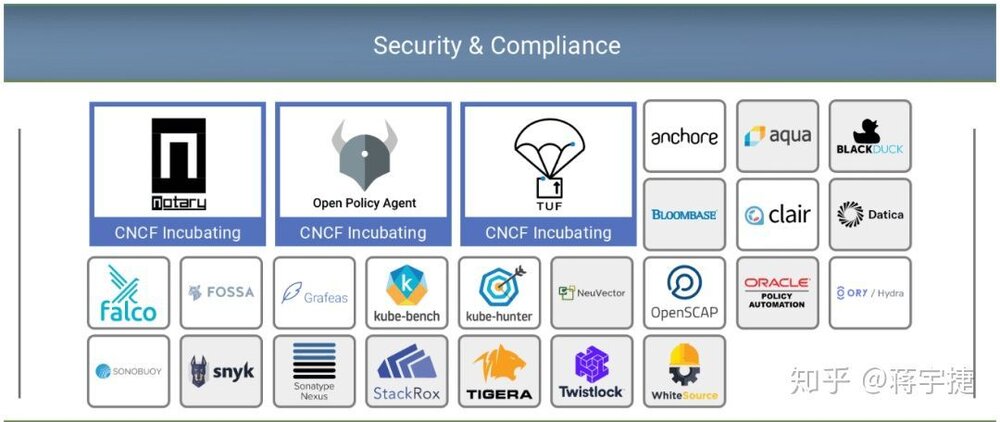 Security & Compliance
notary
CNCF Incubating
Open Policy Agent
CNCF Incubating
TUF
CNCF Incubating
anchore
aqua
BLACKDUCK
BLOOMBASE
clair
Datica
falco
FOSSA
Grafeas
kube-bench
kube-hunter
NeuVector
OpenSCAP
ORACLE
POLICY
AUTOMATION
ORY / Hydra
SONOBUOY
snyk
Sonatype
Nexus
StackRox
TIGERA
Twistlock
WhiteSource
知乎 @蒋宇捷